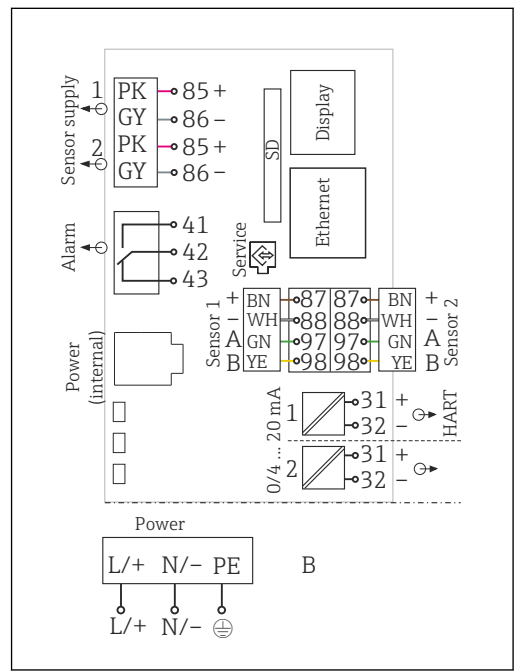 Sensor supply
1 PK 85 +
GY 86 –
2 PK 85 +
GY 86 –
Display
SD
Ethernet
Alarm
41
42
43
Service
Sensor 1
+ BN 87 87 BN +
– WH 88 88 WH –
A GN 97 97 GN A
B YE 98 98 YE B
Sensor 2
Power
(internal)
0/4 ... 20 mA
1 31 +
32 –
HART
2 31 +
32 –
Power
L/+ N/– PE
B
L/+ N/–